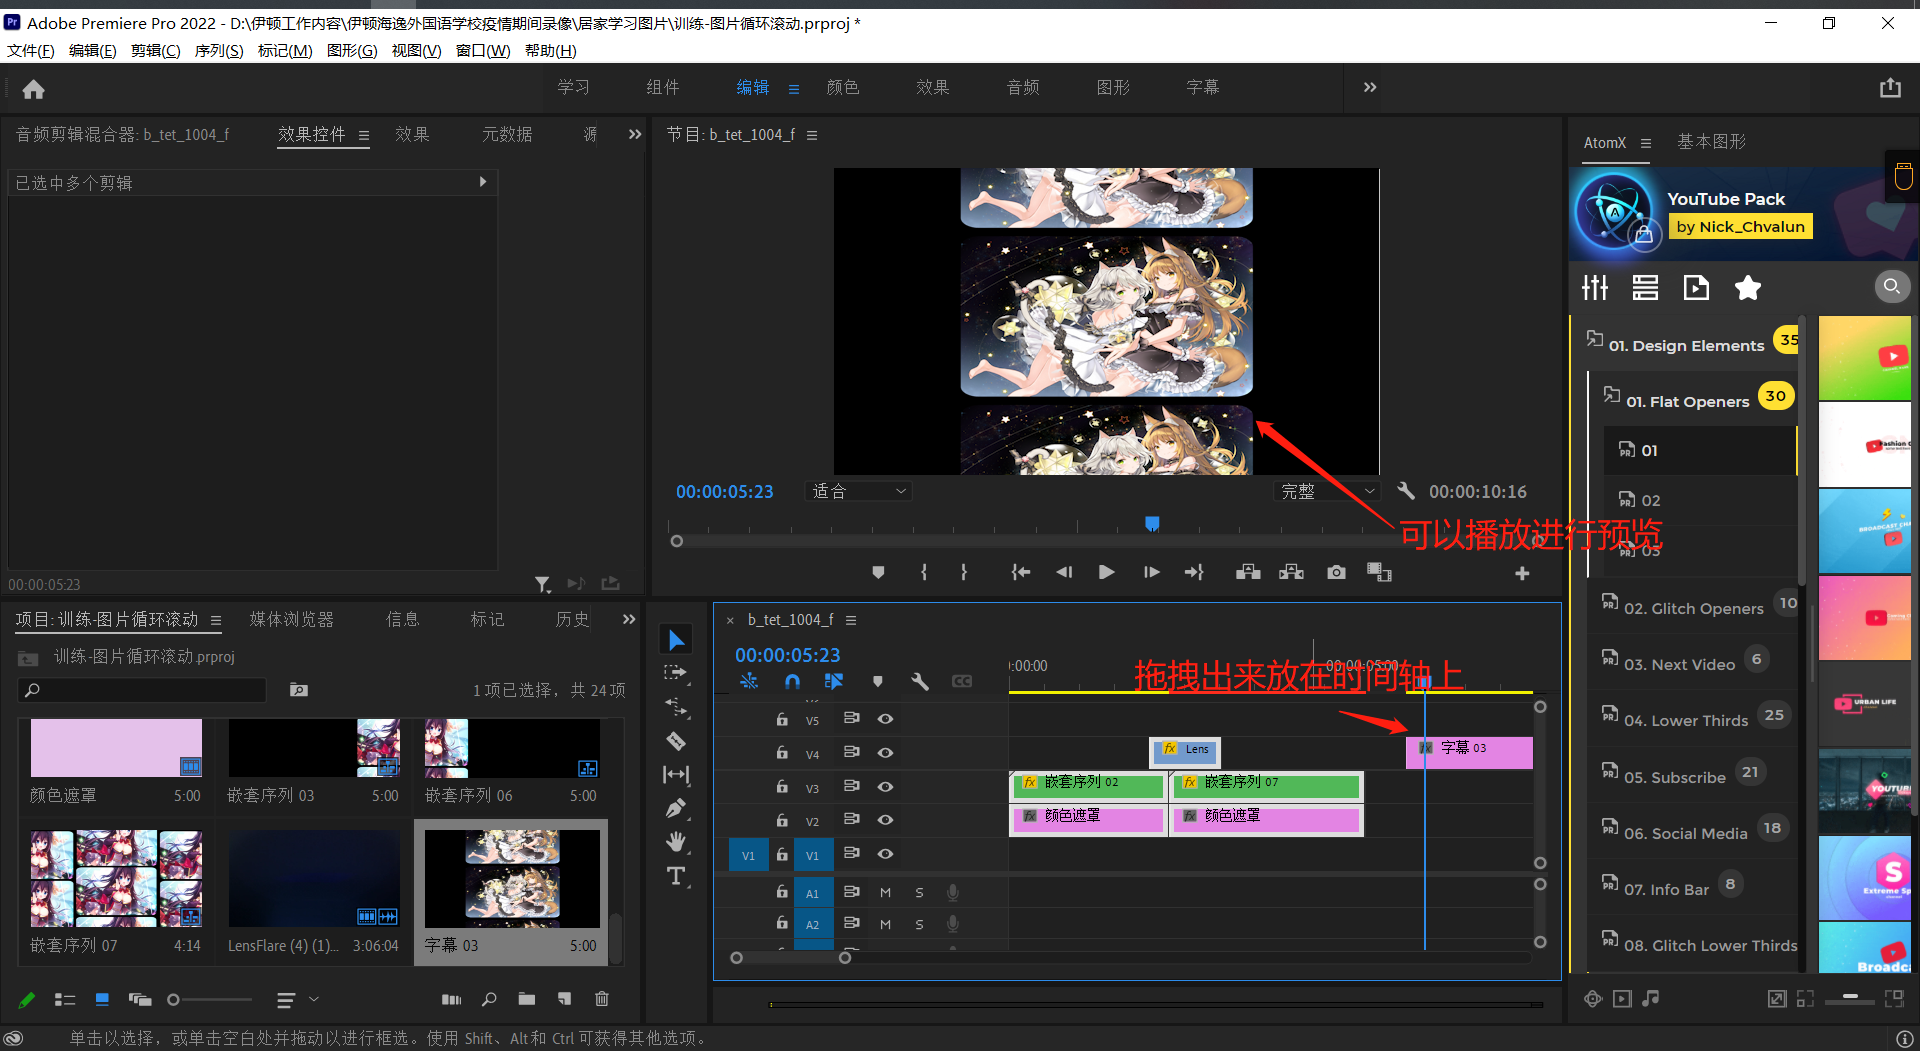 Adobe Premiere Pro 2022 - D:\伊顿工作内容\伊顿海逸外国语学校疫情期间录像\居家学习图片\训练-图片循环滚动.prproj *
文件(F) 编辑(E) 剪辑(C) 序列(S) 标记(M) 图形(G) 视图(V) 窗口(W) 帮助(H)
学习 组件 编辑 颜色 效果 音频 图形 字幕
音频剪辑混合器: b_tet_1004_f 效果控件 效果 元数据 源
已选中多个剪辑
00:00:05:23
节目: b_tet_1004_f
00:00:05:23 适合 完整 00:00:10:16
可以播放进行预览
AtomX 基本图形
YouTube Pack
by Nick_Chvalun
01. Design Elements 35
01. Flat Openers 30
01
02
03
02. Glitch Openers 10
03. Next Video 6
04. Lower Thirds 25
05. Subscribe 21
06. Social Media 18
07. Info Bar 8
08. Glitch Lower Thirds
URBAN LIFE
项目: 训练-图片循环滚动 媒体浏览器 信息 标记 历史
训练-图片循环滚动.prproj
1 项已选择，共 24 项
颜色遮罩 5:00
嵌套序列 03 5:00
嵌套序列 06 5:00
嵌套序列 07 4:14
LensFlare (4) (1)... 3:06:04
字幕 03 5:00
b_tet_1004_f
00:00:05:23
:00:00 00:00:05:00
拖拽出来放在时间轴上
V5
V4 fx Lens fx 字幕 03
V3 fx 嵌套序列 02 fx 嵌套序列 07
V2 fx 颜色遮罩 fx 颜色遮罩
V1 V1
A1 M S
A2 M S
单击以选择，或单击空白处并拖动以进行框选。使用 Shift、Alt 和 Ctrl 可获得其他选项。